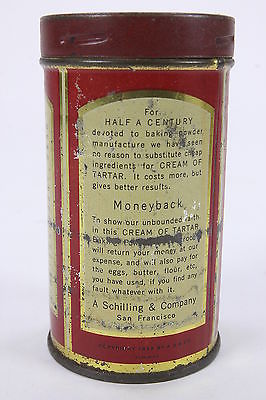 For
HALF A CENTURY
devoted to baking powder
manufacture we have seen
no reason to substitute cheap
ingredients for CREAM OF
TARTAR. It costs more, but
gives better results.
Moneyback
To show our unbounded faith
in this CREAM OF TARTAR
will return your money at our
expense, and will also pay for
the eggs, butter, flour, etc.,
you have used, if you find any
fault whatever with it.
A Schilling & Company
San Francisco